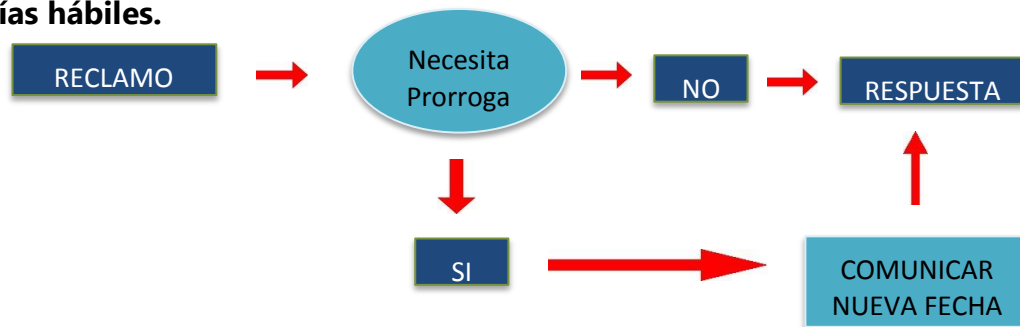 ías hábiles.
RECLAMO
Necesita
Prorroga
NO
RESPUESTA
SI
COMUNICAR
NUEVA FECHA